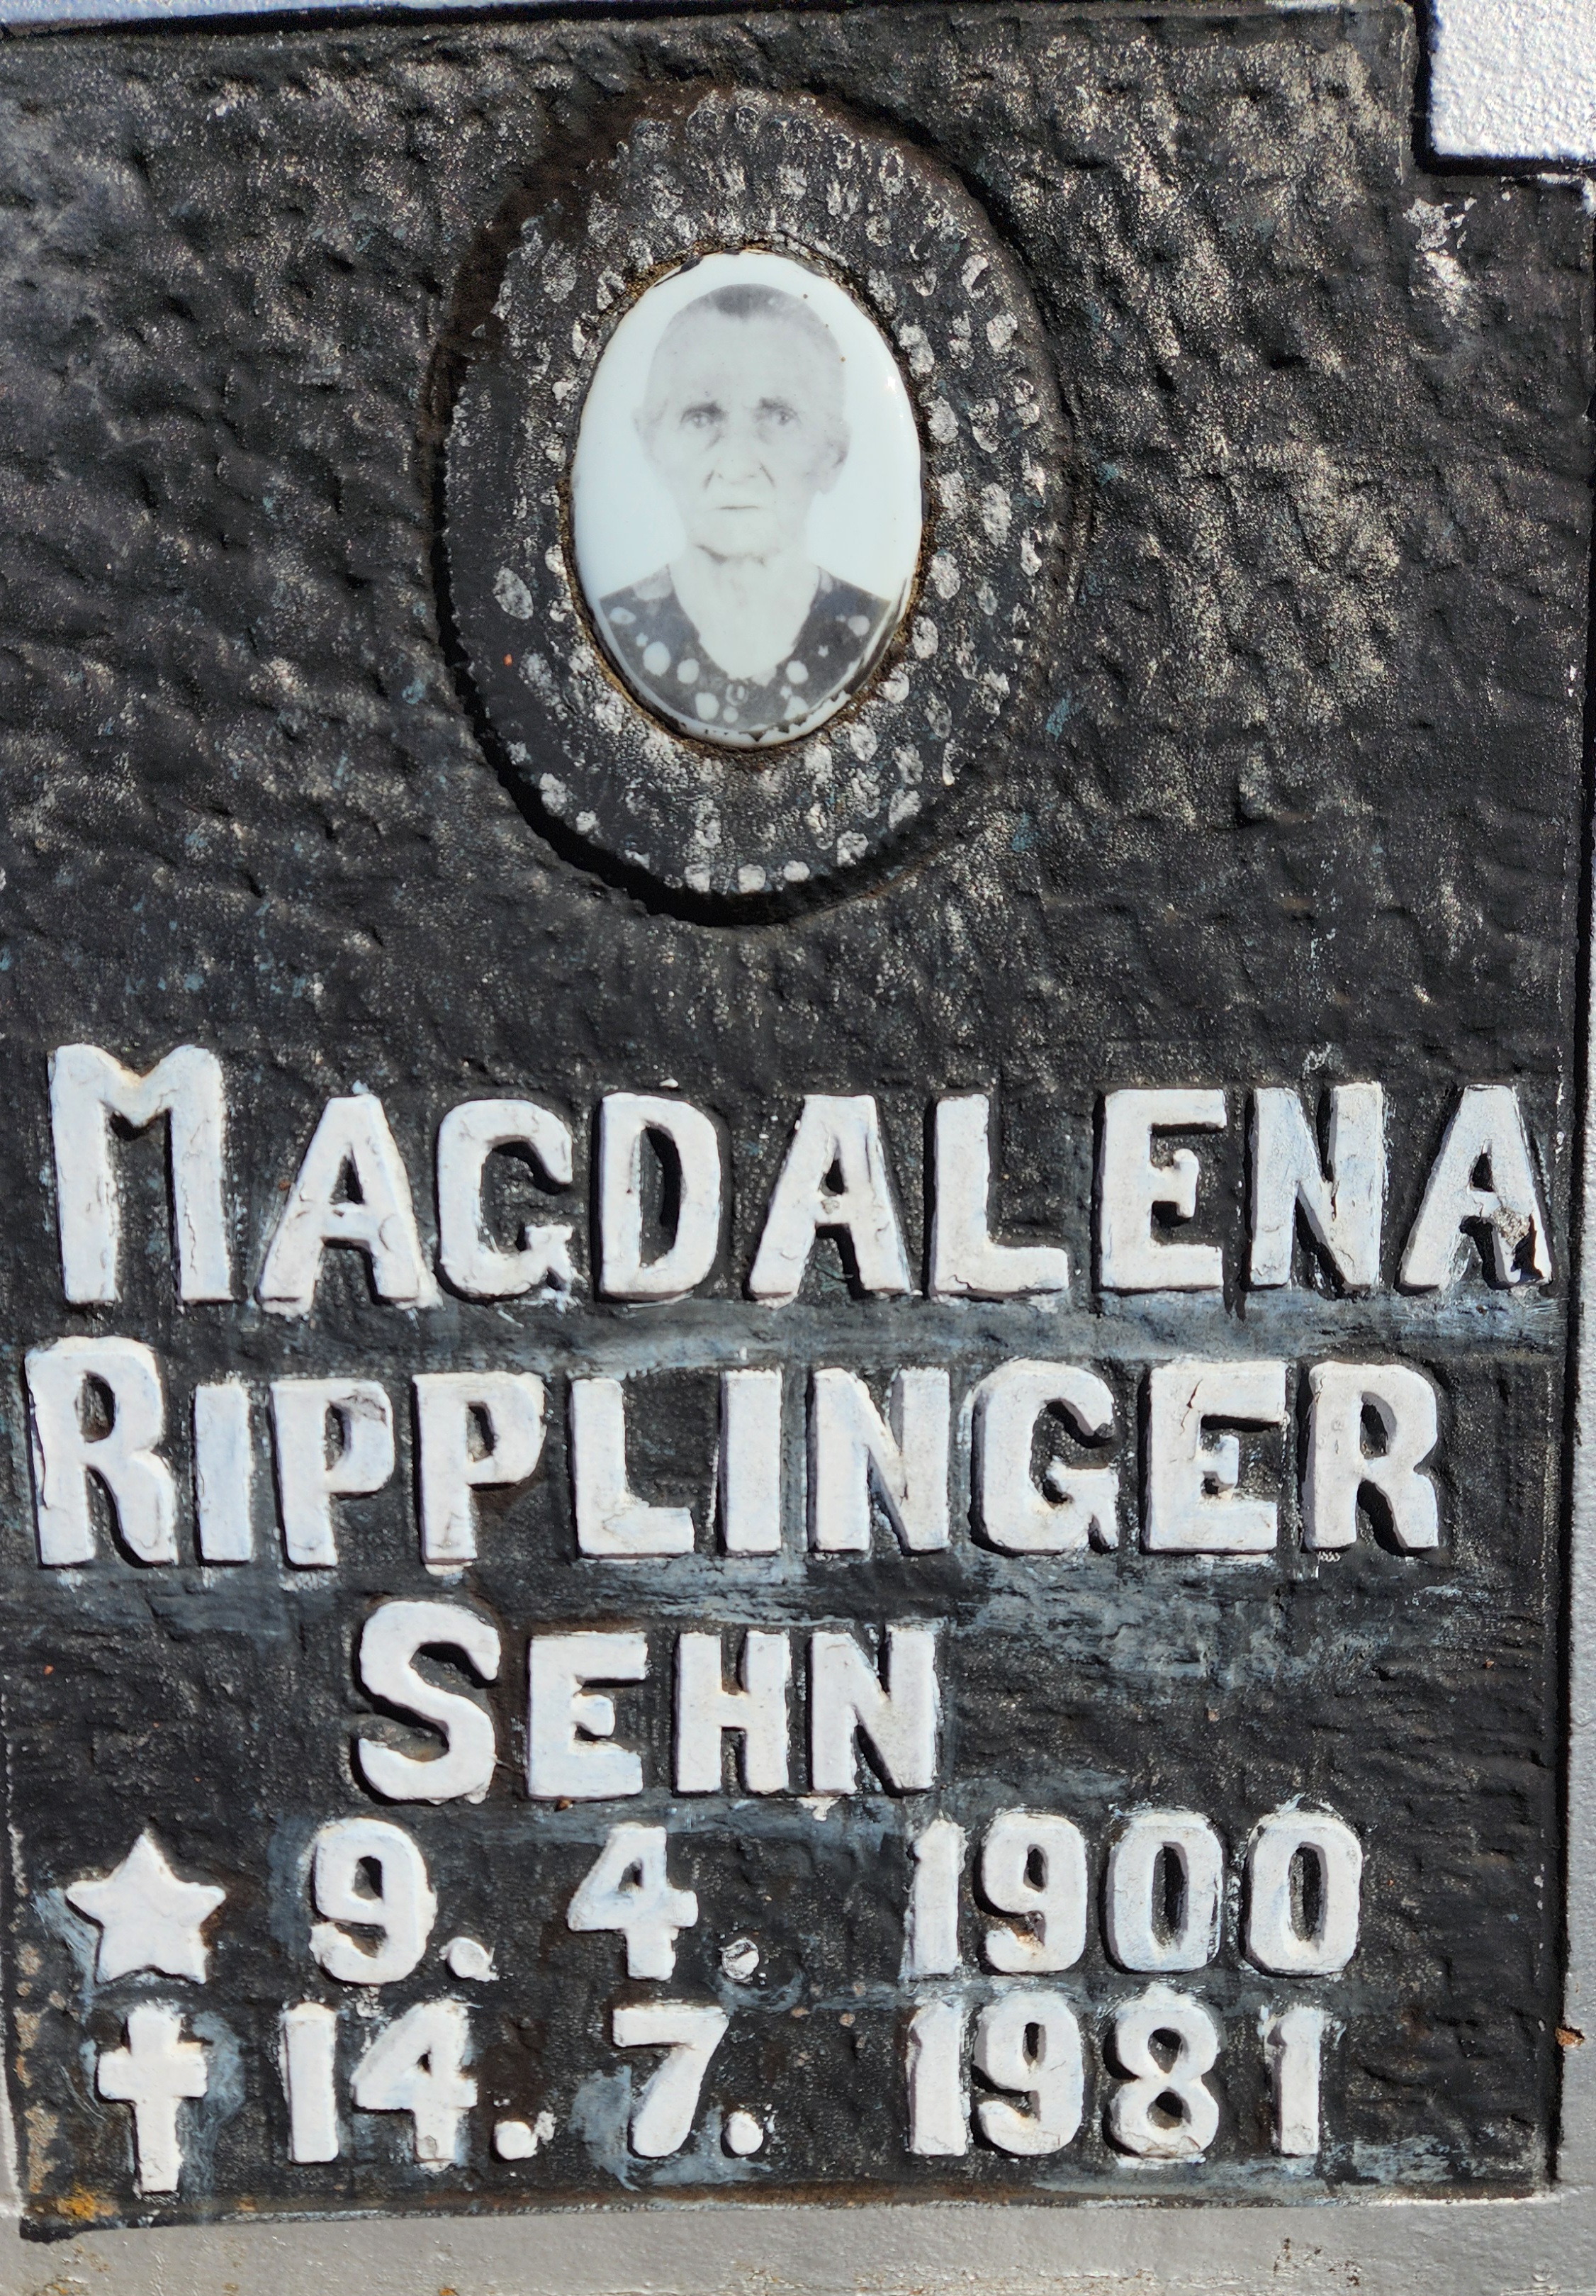 MAGDALENA
RIPPLINGER
SEHN
★ 9. 4. 1900
✝ 14. 7. 1981